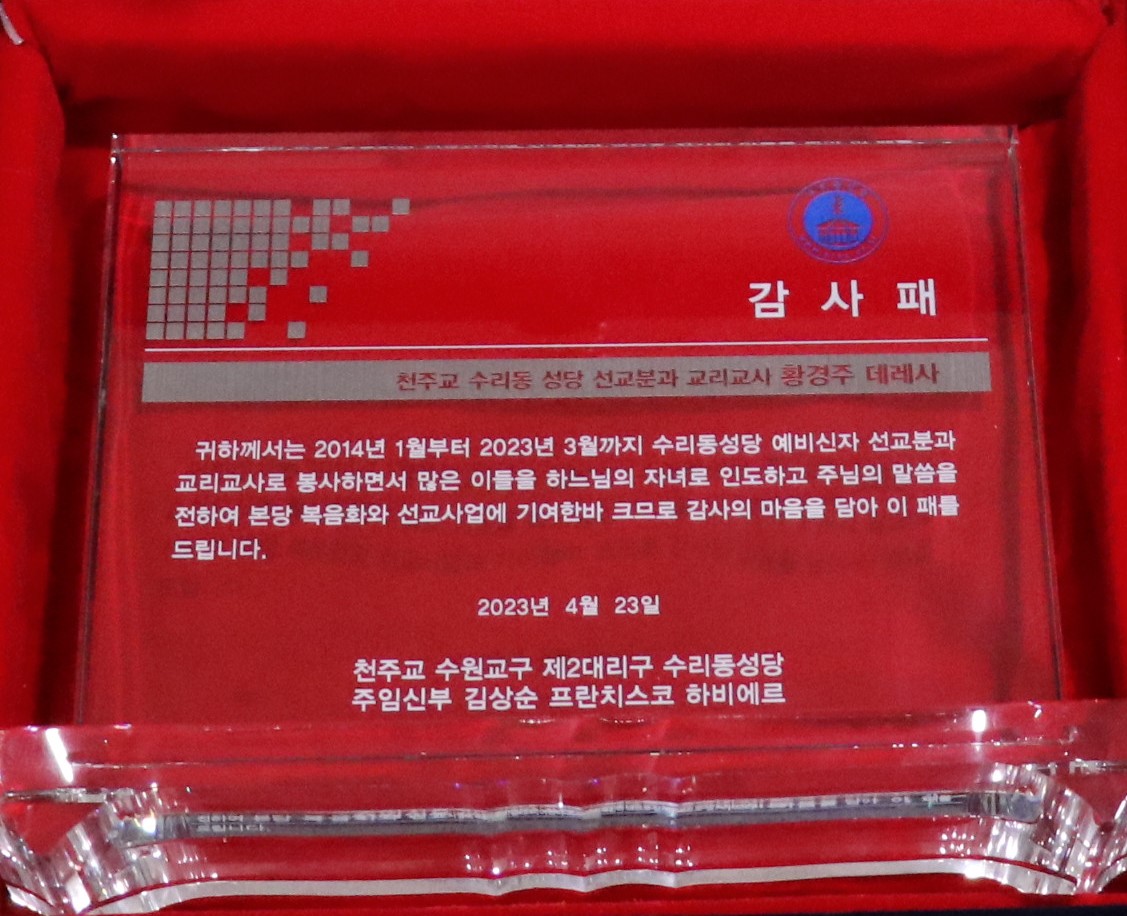 감 사 패
천주교 수리동 성당 선교분과 교리교사 황경주 데레사
귀하께서는 2014년 1월부터 2023년 3월까지 수리동성당 예비신자 선교분과
교리교사로 봉사하면서 많은 이들을 하느님의 자녀로 인도하고 주님의 말씀을
전하여 본당 복음화와 선교사업에 기여한바 크므로 감사의 마음을 담아 이 패를
드립니다.
2023년 4월 23일
천주교 수원교구 제2대리구 수리동성당
주임신부 김상순 프란치스코 하비에르